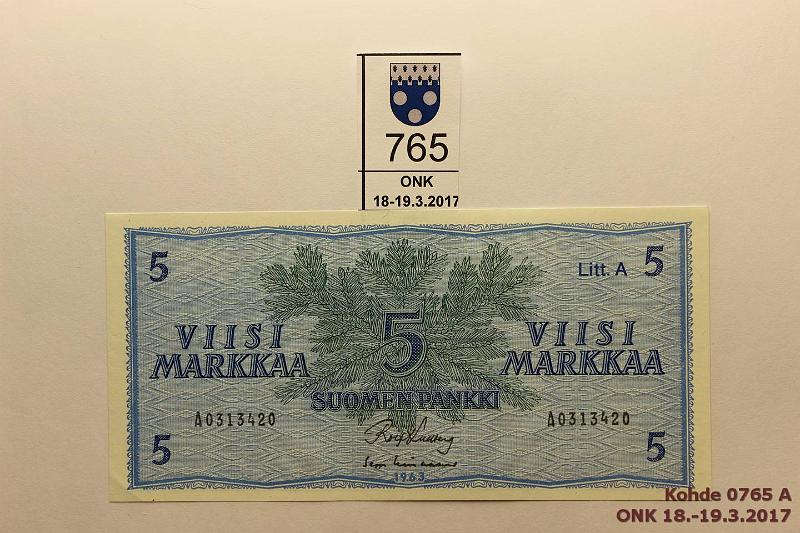 765
ONK
18-19.3.2017
5
Litt. A 5
VIISI
MARKKAA
5
VIISI
MARKKAA
SUOMEN PANKKI
A0313420
A0313420
5
1963
5
Kohde 0765 A
ONK 18.-19.3.2017